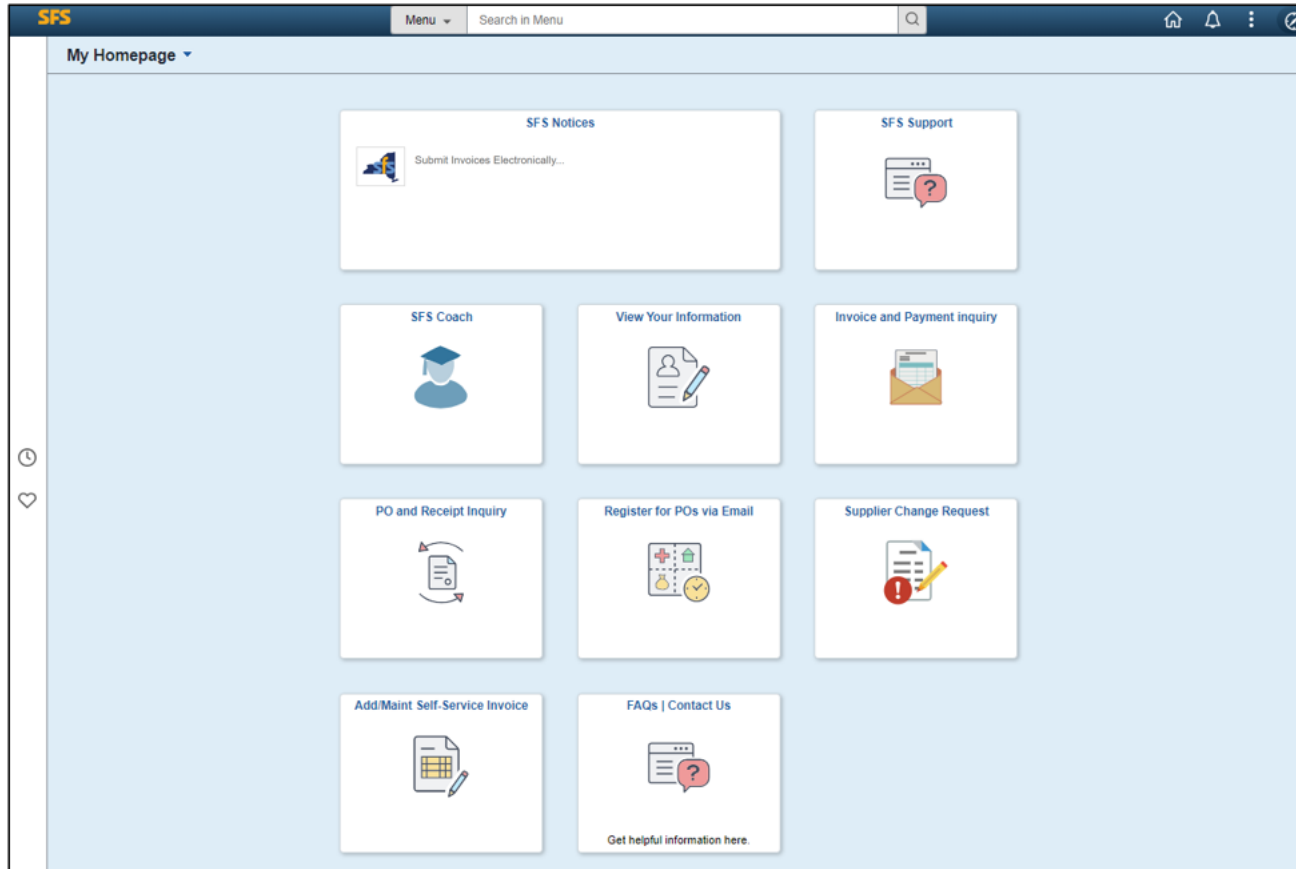 SFS
Menu
Search in Menu
My Homepage
SFS Notices
sfs
Submit Invoices Electronically...
SFS Support
?
SFS Coach
View Your Information
Invoice and Payment inquiry
PO and Receipt Inquiry
Register for POs via Email
Supplier Change Request
!
Add/Maint Self-Service Invoice
FAQs | Contact Us
?
Get helpful information here.